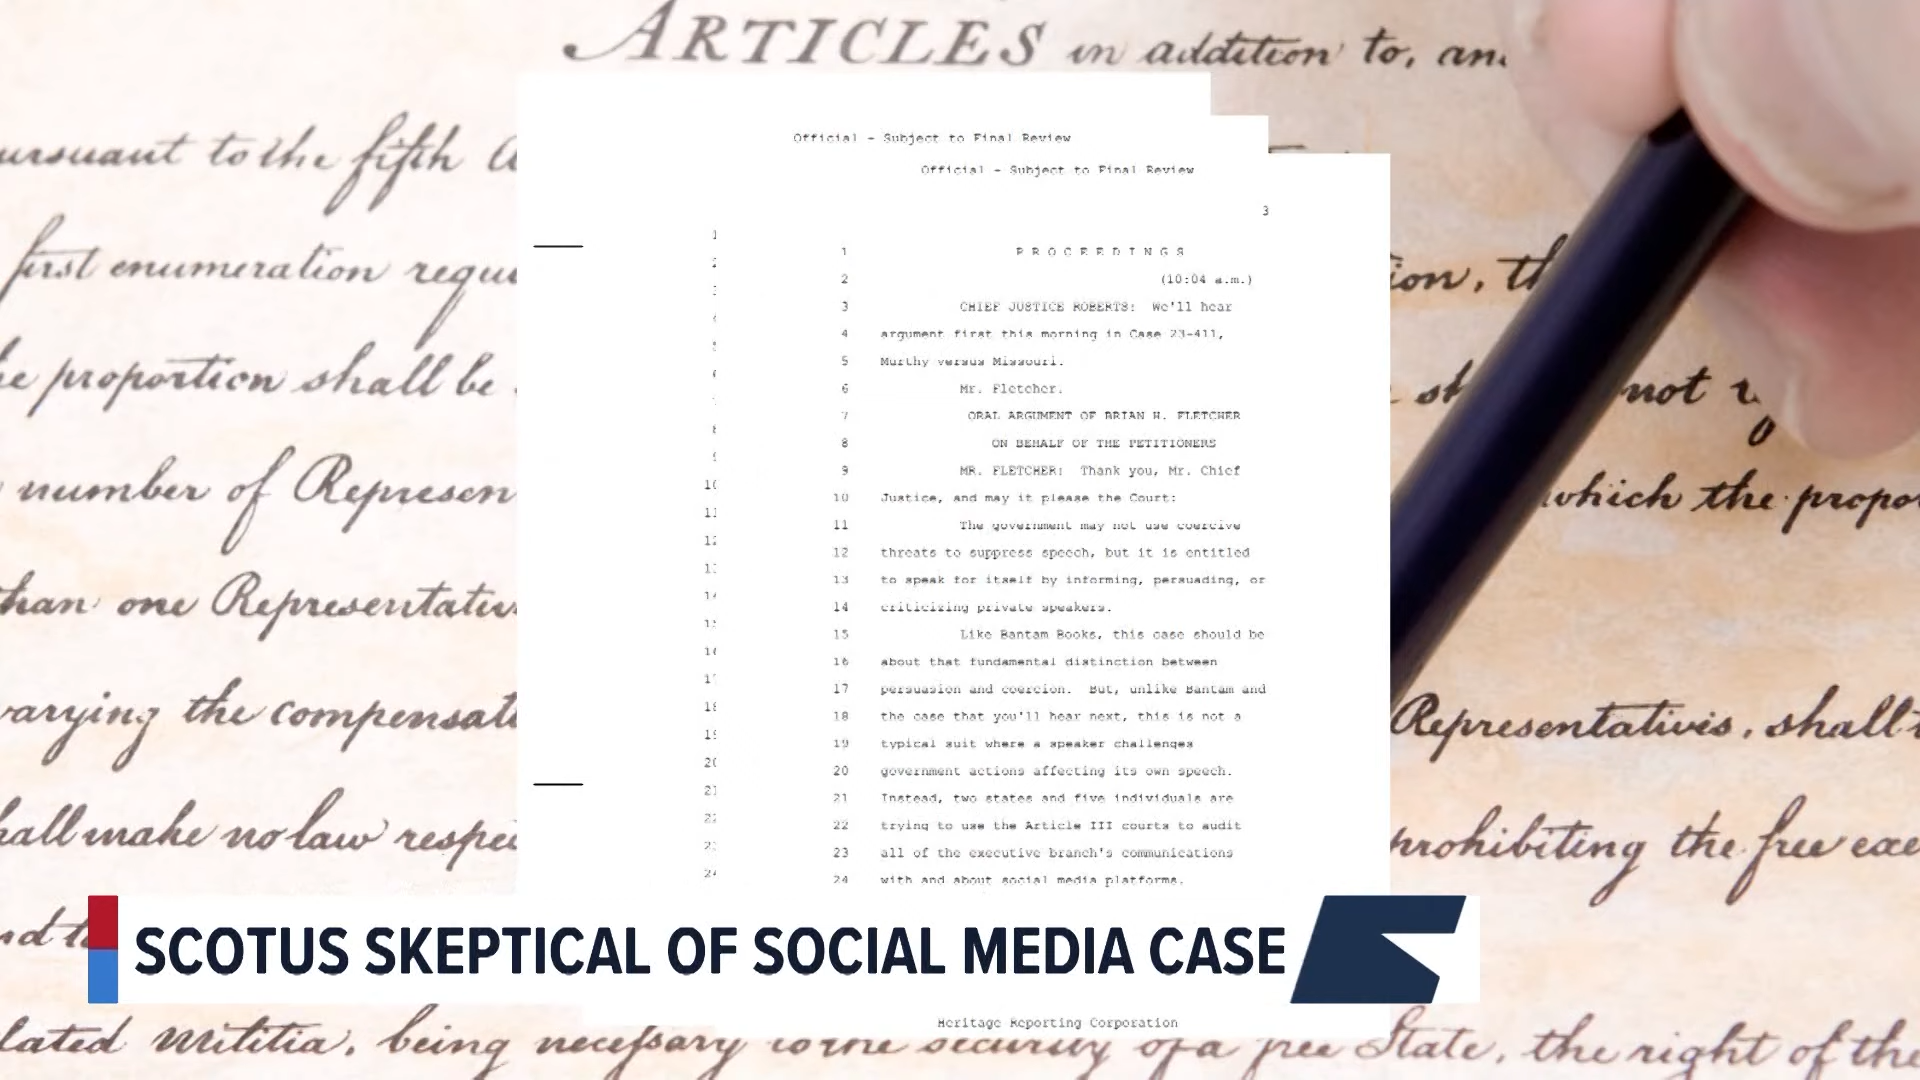 ARTICLES in addition to, and
ursuant to the fifth
first enumeration requi
ion, th
he proportion shall be
not
number of Represen
which the propor
than one Representativ
varying the compensati
Representatives, shall
hall make no law respec
prohibiting the free exe
lated Militia, being necessary to the security of a free State, the right of the
Official - Subject to Final Review
Official - Subject to Final Review
3
1 P R O C E E D I N G S
2 (10:04 a.m.)
3 CHIEF JUSTICE ROBERTS: We'll hear
4 argument first this morning in Case 23-411,
5 Murthy versus Missouri.
6 Mr. Fletcher.
7 ORAL ARGUMENT OF BRIAN H. FLETCHER
8 ON BEHALF OF THE PETITIONERS
9 MR. FLETCHER: Thank you, Mr. Chief
10 Justice, and may it please the Court:
11 The government may not use coercive
12 threats to suppress speech, but it is entitled
13 to speak for itself by informing, persuading, or
14 criticizing private speakers.
15 Like Bantam Books, this case should be
16 about that fundamental distinction between
17 persuasion and coercion. But, unlike Bantam and
18 the case that you'll hear next, this is not a
19 typical suit where a speaker challenges
20 government actions affecting its own speech.
21 Instead, two states and five individuals are
22 trying to use the Article III courts to audit
23 all of the executive branch's communications
24 with and about social media platforms.
SCOTUS SKEPTICAL OF SOCIAL MEDIA CASE
Heritage Reporting Corporation